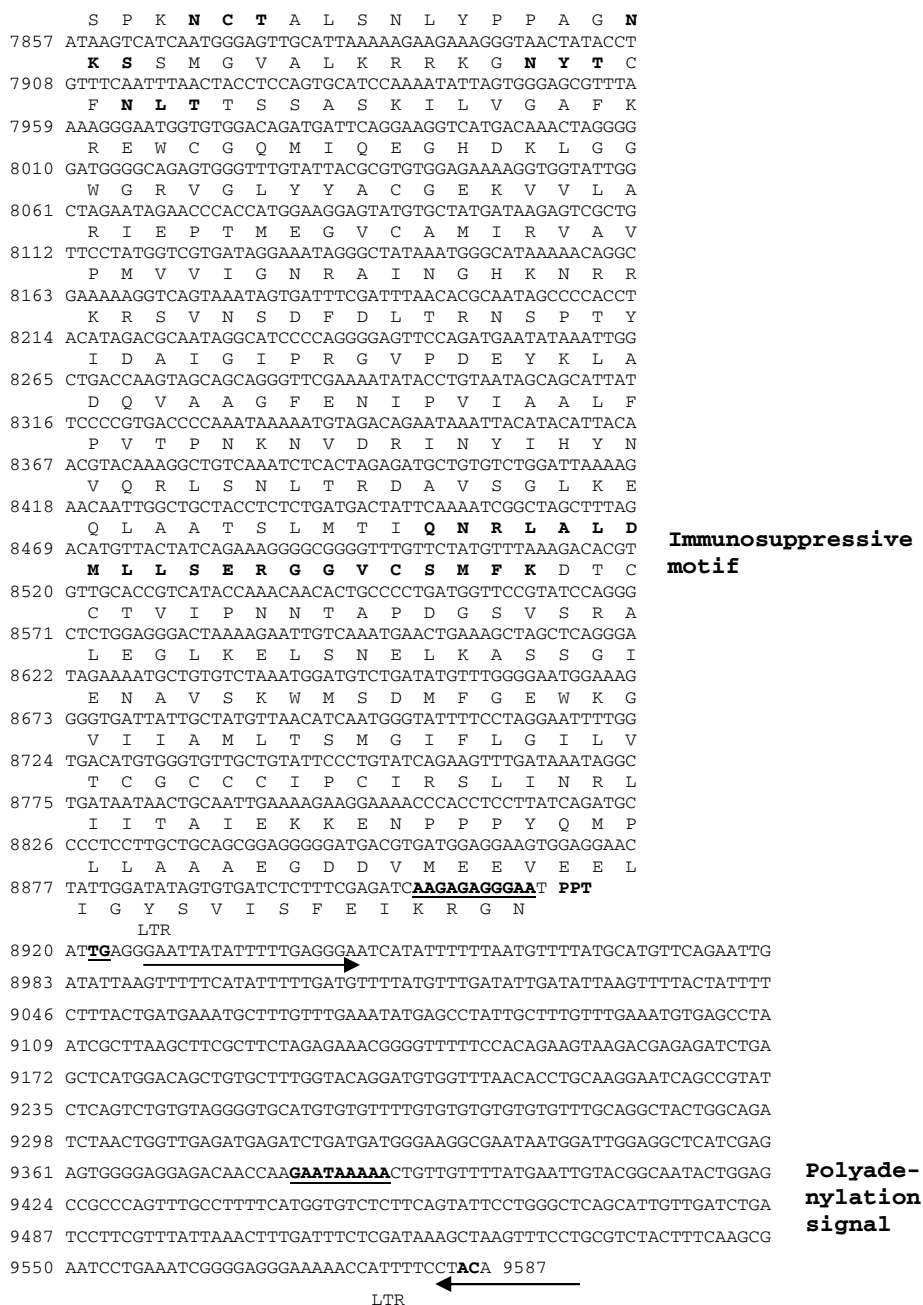 S P K N C T A L S N L Y P P A G N
7857 ATAAGTCATCAATGGGAGTTGCATTAAAAAGAAGAAAGGGTAACTATACCT
K S S M G V A L K R R K G N Y T C
7908 GTTTCAATTTAACTACCTCCAGTGCATCCAAAATATTAGTGGGAGCGTTTA
F N L T T S S A S K I L V G A F K
7959 AAAGGGAATGGTGTGGACAGATGATTCAGGAAGGTCATGACAAACTAGGGG
R E W C G Q M I Q E G H D K L G G
8010 GATGGGGCAGAGTGGGTTTGTATTACGCGTGTGGAGAAAAGGTGGTATTGG
W G R V G L Y Y A C G E K V V L A
8061 CTAGAATAGAACCCACCATGGAAGGAGTATGTGCTATGATAAGAGTCGCTG
R I E P T M E G V C A M I R V A V
8112 TTCCTATGGTCGTGATAGGAAATAGGGCTATAAATGGGCATAAAAACAGGC
P M V V I G N R A I N G H K N R R
8163 GAAAAAGGTCAGTAAATAGTGATTTCGATTTAACACGCAATAGCCCCACCT
K R S V N S D F D L T R N S P T Y
8214 ACATAGACGCAATAGGCATCCCCAGGGGAGTTCCAGATGAATATAAATTGG
I D A I G I P R G V P D E Y K L A
8265 CTGACCAAGTAGCAGCAGGGTTCGAAAATATACCTGTAATAGCAGCATTAT
D Q V A A G F E N I P V I A A L F
8316 TCCCCGTGACCCCAAATAAAAATGTAGACAGAATAAATTACATACATTACA
P V T P N K N V D R I N Y I H Y N
8367 ACGTACAAAGGCTGTCAAATCTCACTAGAGATGCTGTGTCTGGATTAAAAG
V Q R L S N L T R D A V S G L K E
8418 AACAATTGGCTGCTACCTCTCTGATGACTATTCAAAATCGGCTAGCTTTAG
Q L A A T S L M T I Q N R L A L D
8469 ACATGTTACTATCAGAAAGGGGCGGGGTTTGTTCTATGTTTAAAGACACGT
M L L S E R G G V C S M F K D T C
Immunosuppressive
motif
8520 GTTGCACCGTCATACCAAACAACACTGCCCCTGATGGTTCCGTATCCAGGG
C T V I P N N T A P D G S V S R A
8571 CTCTGGAGGGACTAAAAGAATTGTCAAATGAACTGAAAGCTAGCTCAGGGA
L E G L K E L S N E L K A S S G I
8622 TAGAAAATGCTGTGTCTAAATGGATGTCTGATATGTTTGGGGAATGGAAAG
E N A V S K W M S D M F G E W K G
8673 GGGTGATTATTGCTATGTTAACATCAATGGGTATTTTCCTAGGAATTTTGG
V I I A M L T S M G I F L G I L V
8724 TGACATGTGGGTGTTGCTGTATTCCCTGTATCAGAAGTTTGATAAATAGGC
T C G C C C I P C I R S L I N R L
8775 TGATAATAACTGCAATTGAAAAGAAGGAAAACCCACCTCCTTATCAGATGC
I I T A I E K K E N P P P Y Q M P
8826 CCCTCCTTGCTGCAGCGGAGGGGGATGACGTGATGGAGGAAGTGGAGGAAC
L L A A A E G D D V M E E V E E L
8877 TATTGGATATAGTGTGATCTCTTTCGAGATCAAGAGAGGGAAT PPT
I G Y S V I S F E I K R G N
LTR
8920 ATTGAGGGAATTATATTTTTGAGGGAATCATATTTTTTAATGTTTTATGCATGTTCAGAATTG
8983 ATATTAAGTTTTTCATATTTTTGATGTTTTATGTTTGATATTGATATTAAGTTTTACTATTTT
9046 CTTTACTGATGAAATGCTTTGTTTGAAATATGAGCCTATTGCTTTGTTTGAAATGTGAGCCTA
9109 ATCGCTTAAGCTTCGCTTCTAGAGAAACGGGGTTTTTCCACAGAAGTAAGACGAGAGATCTGA
9172 GCTCATGGACAGCTGTGCTTTGGTACAGGATGTGGTTTAACACCTGCAAGGAATCAGCCGTAT
9235 CTCAGTCTGTGTAGGGGTGCATGTGTGTTTTGTGTGTGTGTGTGTTTGCAGGCTACTGGCAGA
9298 TCTAACTGGTTGAGATGAGATCTGATGATGGGAAGGCGAATAATGGATTGGAGGCTCATCGAG
9361 AGTGGGGAGGAGACAACCAAGAATAAAAACTGTTGTTTTATGAATTGTACGGCAATACTGGAG
Polyade-
nylation
signal
9424 CCGCCCAGTTTGCCTTTTCATGGTGTCTCTTCAGTATTCCTGGGCTCAGCATTGTTGATCTGA
9487 TCCTTCGTTTATTAAACTTTGATTTCTCGATAAAGCTAAGTTTCCTGCGTCTACTTTCAAGCG
9550 AATCCTGAAATCGGGGAGGGAAAAACCATTTTCCTACA 9587
LTR